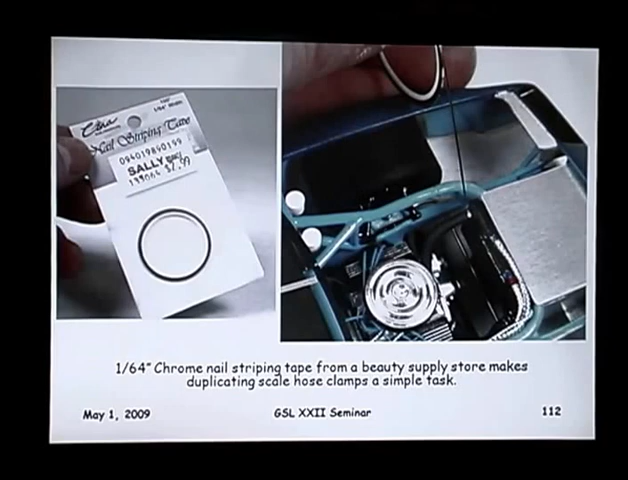 Nail Striping Tape
SALLY
1/64" Chrome nail striping tape from a beauty supply store makes
duplicating scale hose clamps a simple task.
May 1, 2009
GSL XXII Seminar
112